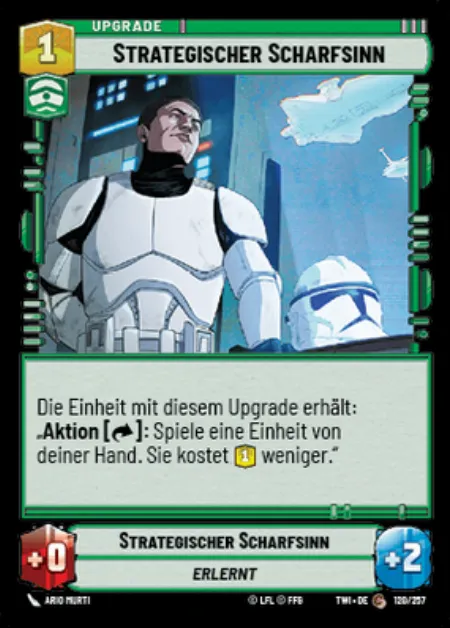 UPGRADE
1
STRATEGISCHER SCHARFSINN
Die Einheit mit diesem Upgrade erhält:
„Aktion [↷]: Spiele eine Einheit von
deiner Hand. Sie kostet 1 weniger.“
+0
STRATEGISCHER SCHARFSINN
+2
ERLERNT
ARIO MURTI
© LFL © FFG
TWI • DE
120/257